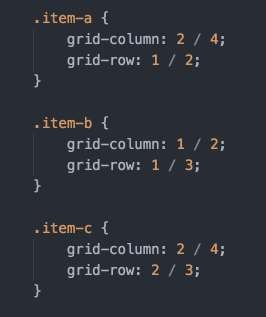 .item-a {
    grid-column: 2 / 4;
    grid-row: 1 / 2;
}

.item-b {
    grid-column: 1 / 2;
    grid-row: 1 / 3;
}

.item-c {
    grid-column: 2 / 4;
    grid-row: 2 / 3;
}